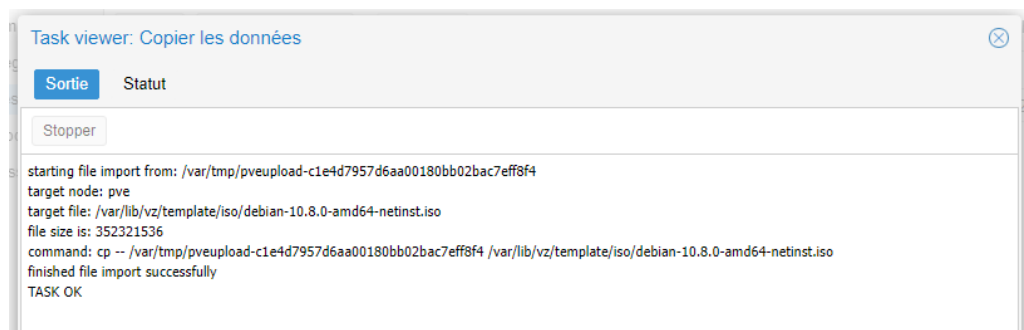 Task viewer: Copier les données
Sortie Statut
Stopper
starting file import from: /var/tmp/pveupload-c1e4d7957d6aa00180bb02bac7eff8f4
target node: pve
target file: /var/lib/vz/template/iso/debian-10.8.0-amd64-netinst.iso
file size is: 352321536
command: cp -- /var/tmp/pveupload-c1e4d7957d6aa00180bb02bac7eff8f4 /var/lib/vz/template/iso/debian-10.8.0-amd64-netinst.iso
finished file import successfully
TASK OK